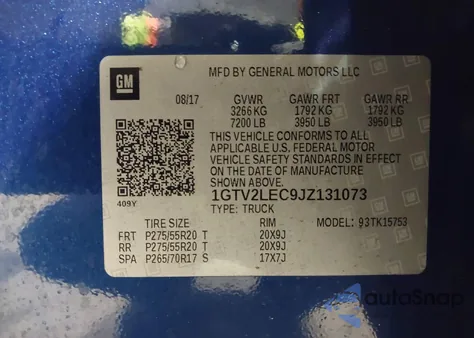 GM
MFD BY GENERAL MOTORS LLC
08/17 GVWR GAWR FRT GAWR RR
3266 KG 1792 KG 1792 KG
7200 LB 3950 LB 3950 LB
THIS VEHICLE CONFORMS TO ALL
APPLICABLE U.S. FEDERAL MOTOR
VEHICLE SAFETY STANDARDS IN EFFECT
ON THE DATE OF MANUFACTURE
SHOWN ABOVE.
409Y 1GTV2LEC9JZ131073
TYPE: TRUCK MODEL: 93TK15753
TIRE SIZE
FRT P275/55R20 T 20X9J
RR P275/55R20 T 20X9J
SPA P265/70R17 S 17X7J
autoSnap